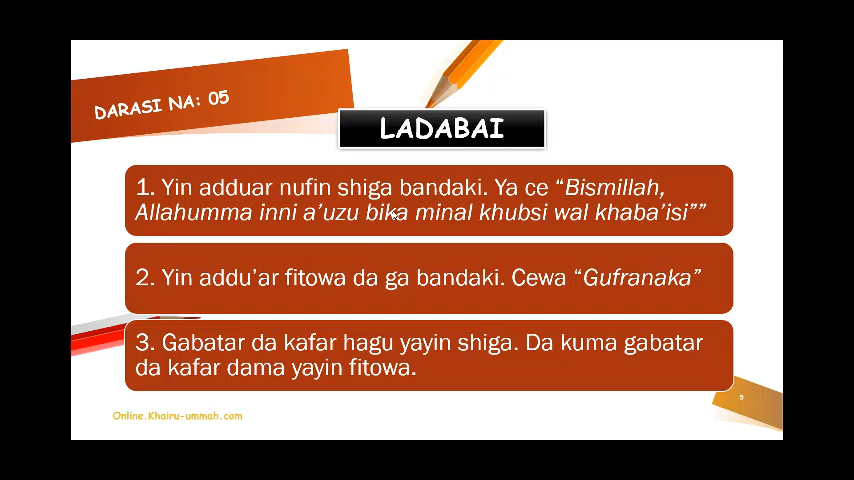 DARASI NA: 05
LADABAI
1. Yin adduar nufin shiga bandaki. Ya ce “Bismillah,
Allahumma inni a’uzu bika minal khubsi wal khaba’isi””
2. Yin addu’ar fitowa da ga bandaki. Cewa “Gufranaka”
3. Gabatar da kafar hagu yayin shiga. Da kuma gabatar
da kafar dama yayin fitowa.
Online.Khairu-ummah.com